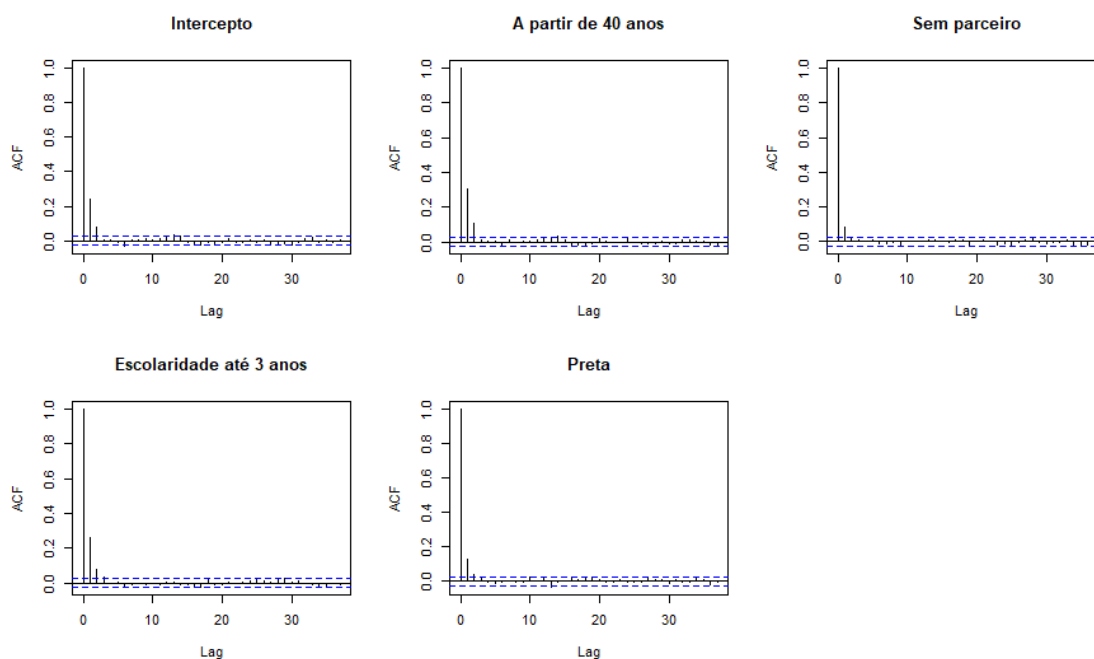 Intercepto
ACF
0.0 0.2 0.4 0.6 0.8 1.0
0 10 20 30
Lag
A partir de 40 anos
ACF
0.0 0.2 0.4 0.6 0.8 1.0
0 10 20 30
Lag
Sem parceiro
ACF
0.0 0.2 0.4 0.6 0.8 1.0
0 10 20 30
Lag
Escolaridade até 3 anos
ACF
0.0 0.2 0.4 0.6 0.8 1.0
0 10 20 30
Lag
Preta
ACF
0.0 0.2 0.4 0.6 0.8 1.0
0 10 20 30
Lag